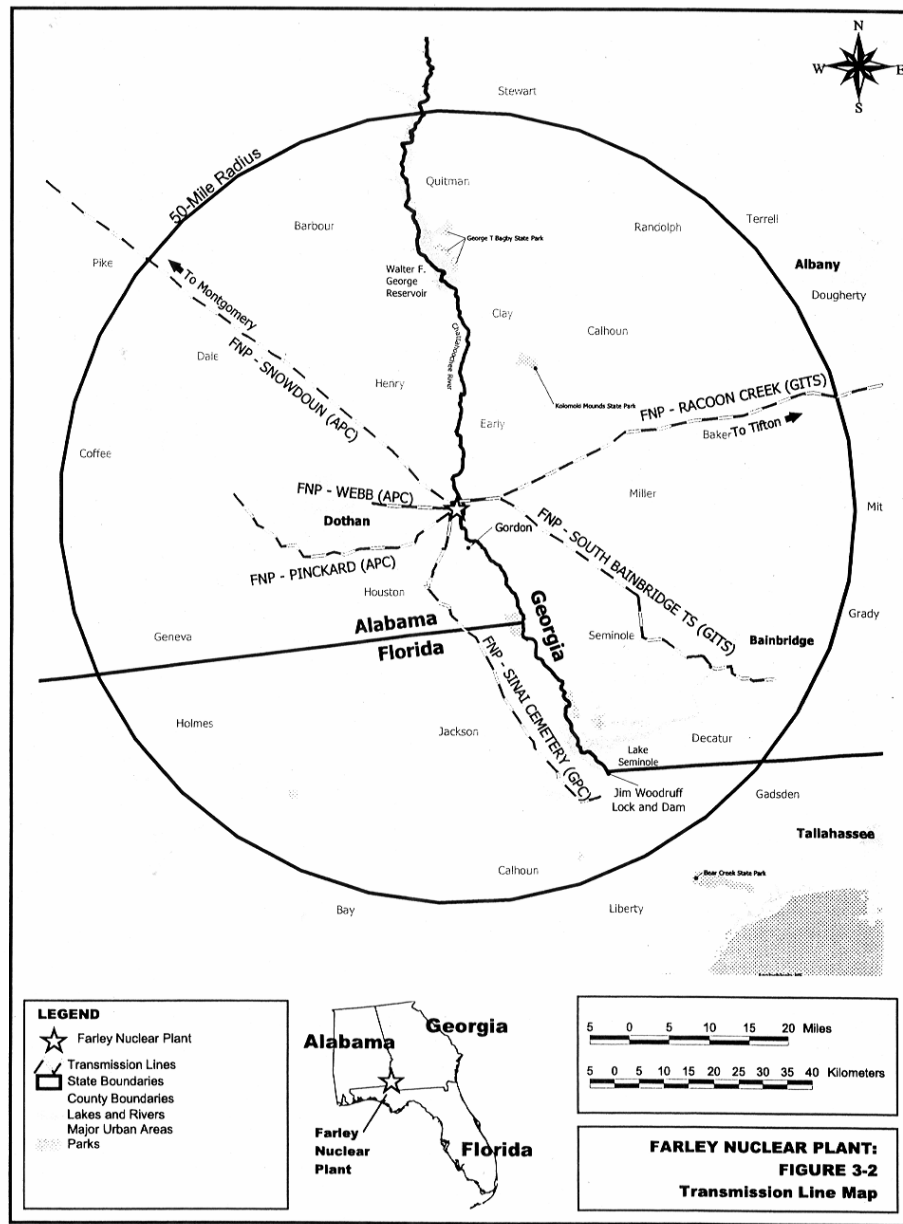 N
W E
S
Stewart
50-Mile Radius
Quitman
Barbour
Randolph
Terrell
George T Bagby State Park
Pike
Albany
To Montgomery
Walter F.
George
Reservoir
Dougherty
Clay
Chattahoochee River
Calhoun
Dale
FNP - SNOWDOUN (APC)
Henry
Kolomoki Mounds State Park
FNP - RACOON CREEK (GITS)
Early
Baker
To Tifton
Coffee
FNP - WEBB (APC)
Miller
Mit
Dothan
Gordon
FNP - SOUTH BAINBRIDGE TS (GITS)
FNP - PINCKARD (APC)
Houston
Georgia
Grady
Alabama
Geneva
Seminole
Bainbridge
Florida
FNP - SINAI CEMETERY (GPC)
Holmes
Jackson
Decatur
Lake
Seminole
Jim Woodruff
Lock and Dam
Gadsden
Tallahassee
Calhoun
Bear Creek State Park
Bay
Liberty
LEGEND
Farley Nuclear Plant
Transmission Lines
State Boundaries
County Boundaries
Lakes and Rivers
Major Urban Areas
Parks
Alabama
Georgia
Farley
Nuclear
Plant
Florida
5 0 5 10 15 20 Miles
5 0 5 10 15 20 25 30 35 40 Kilometers
FARLEY NUCLEAR PLANT:
FIGURE 3-2
Transmission Line Map